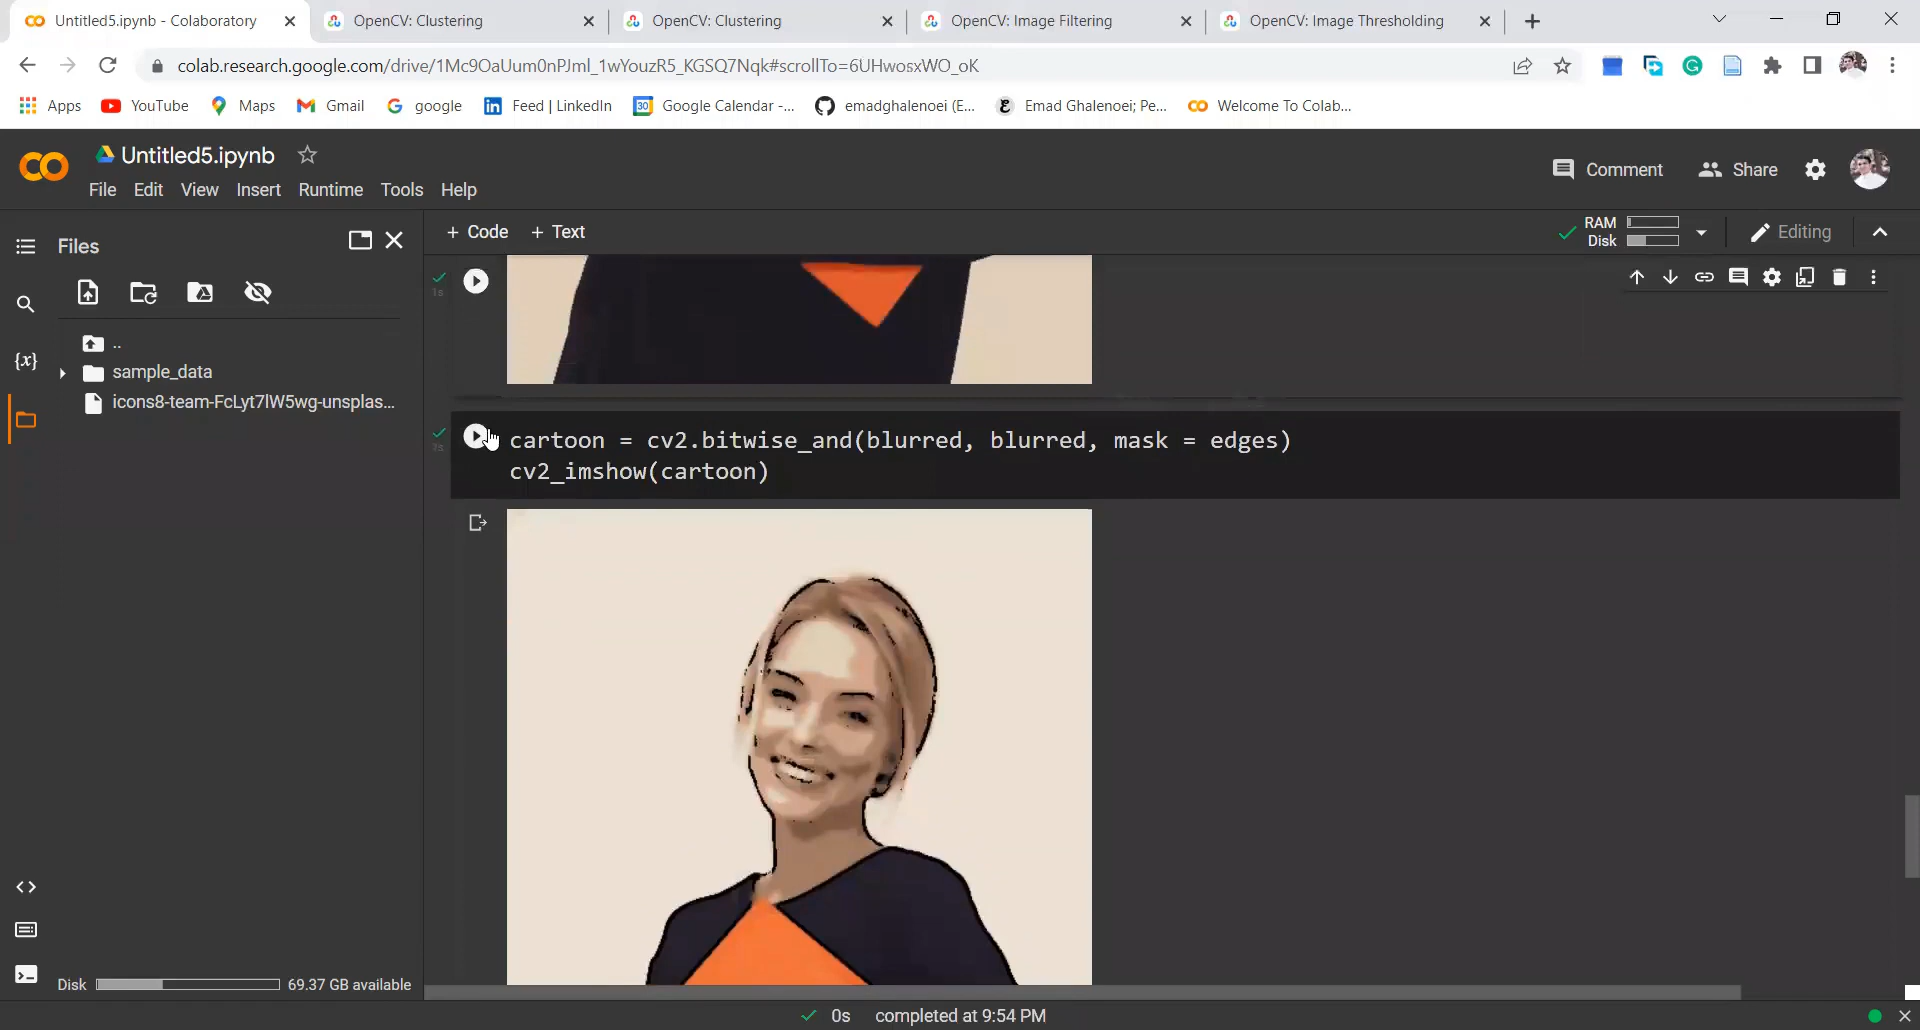 Untitled5.ipynb - Colaboratory
OpenCV: Clustering
OpenCV: Clustering
OpenCV: Image Filtering
OpenCV: Image Thresholding
colab.research.google.com/drive/1Mc9OaUum0nPJml_1wYouzR5_KGSQ7Nqk#scrollTo=6UHwosxWO_oK
Apps
YouTube
Maps
Gmail
google
Feed | LinkedIn
Google Calendar -...
emadghalenoei (E...
Emad Ghalenoei; Pe...
Welcome To Colab...
Untitled5.ipynb
File Edit View Insert Runtime Tools Help
Comment
Share
Files
+ Code + Text
RAM
Disk
Editing
..
sample_data
icons8-team-FcLyt7lW5wg-unsplas...
{x}
1s
cartoon = cv2.bitwise_and(blurred, blurred, mask = edges)
cv2_imshow(cartoon)
Disk
69.37 GB available
0s completed at 9:54 PM